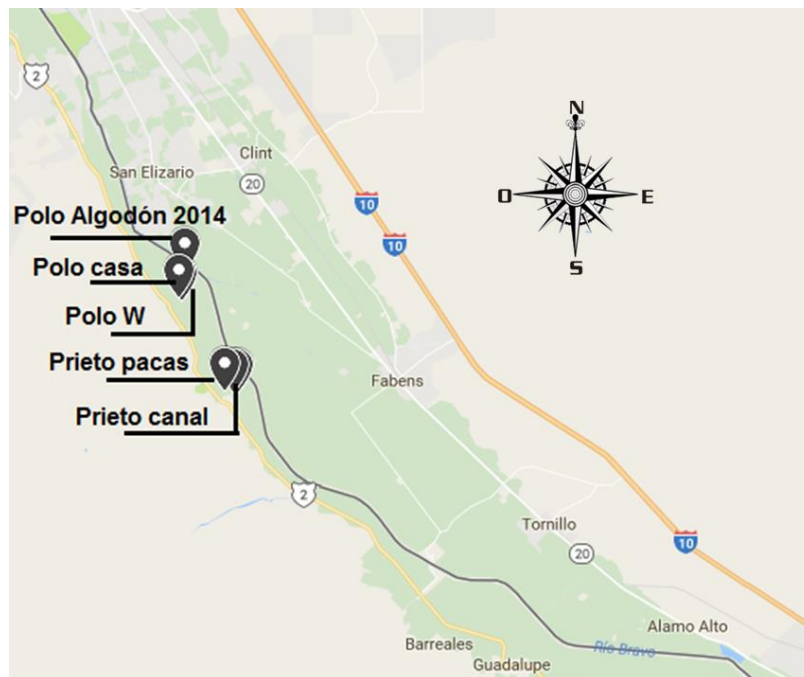 2
N
Clint
San Elizario
20
O
E
10
Polo Algodón 2014
10
S
Polo casa
Polo W
Prieto pacas
Fabens
Prieto canal
2
Tornillo
10
20
Alamo Alto
Barreales
Río Bravo
Guadalupe